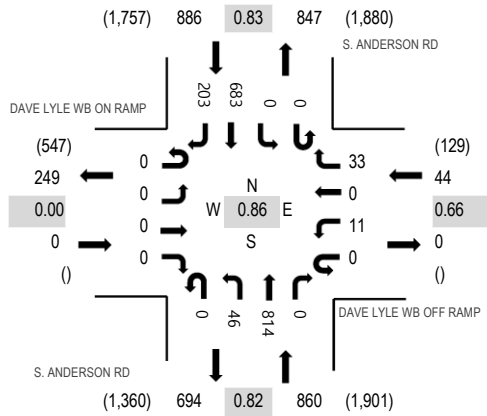 (1,757) 886 0.83 847 (1,880)
S. ANDERSON RD
DAVE LYLE WB ON RAMP
203 683 0 0
(547) (129)
0 33
249 44
0 N 0
0.00 W 0.86 E 0.66
0 S 11
0 0
0 0
() ()
0 46 814 0
DAVE LYLE WB OFF RAMP
S. ANDERSON RD
(1,360) 694 0.82 860 (1,901)